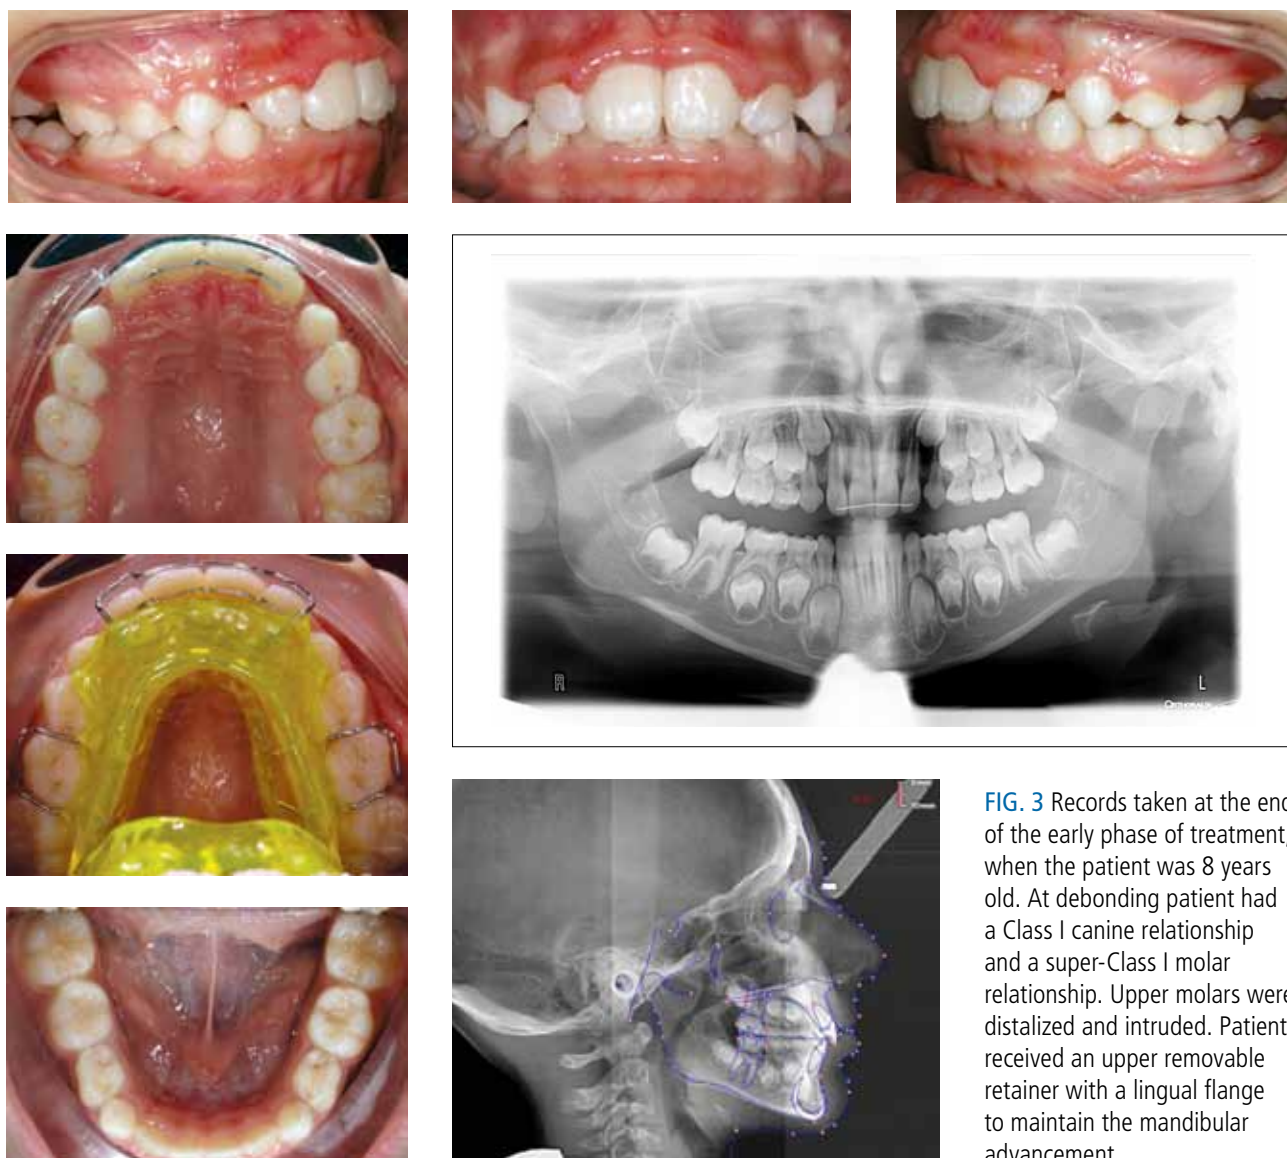 R
L
FIG. 3 Records taken at the end
of the early phase of treatment,
when the patient was 8 years
old. At debonding patient had
a Class I canine relationship
and a super-Class I molar
relationship. Upper molars were
distalized and intruded. Patient
received an upper removable
retainer with a lingual flange
to maintain the mandibular
advancement.